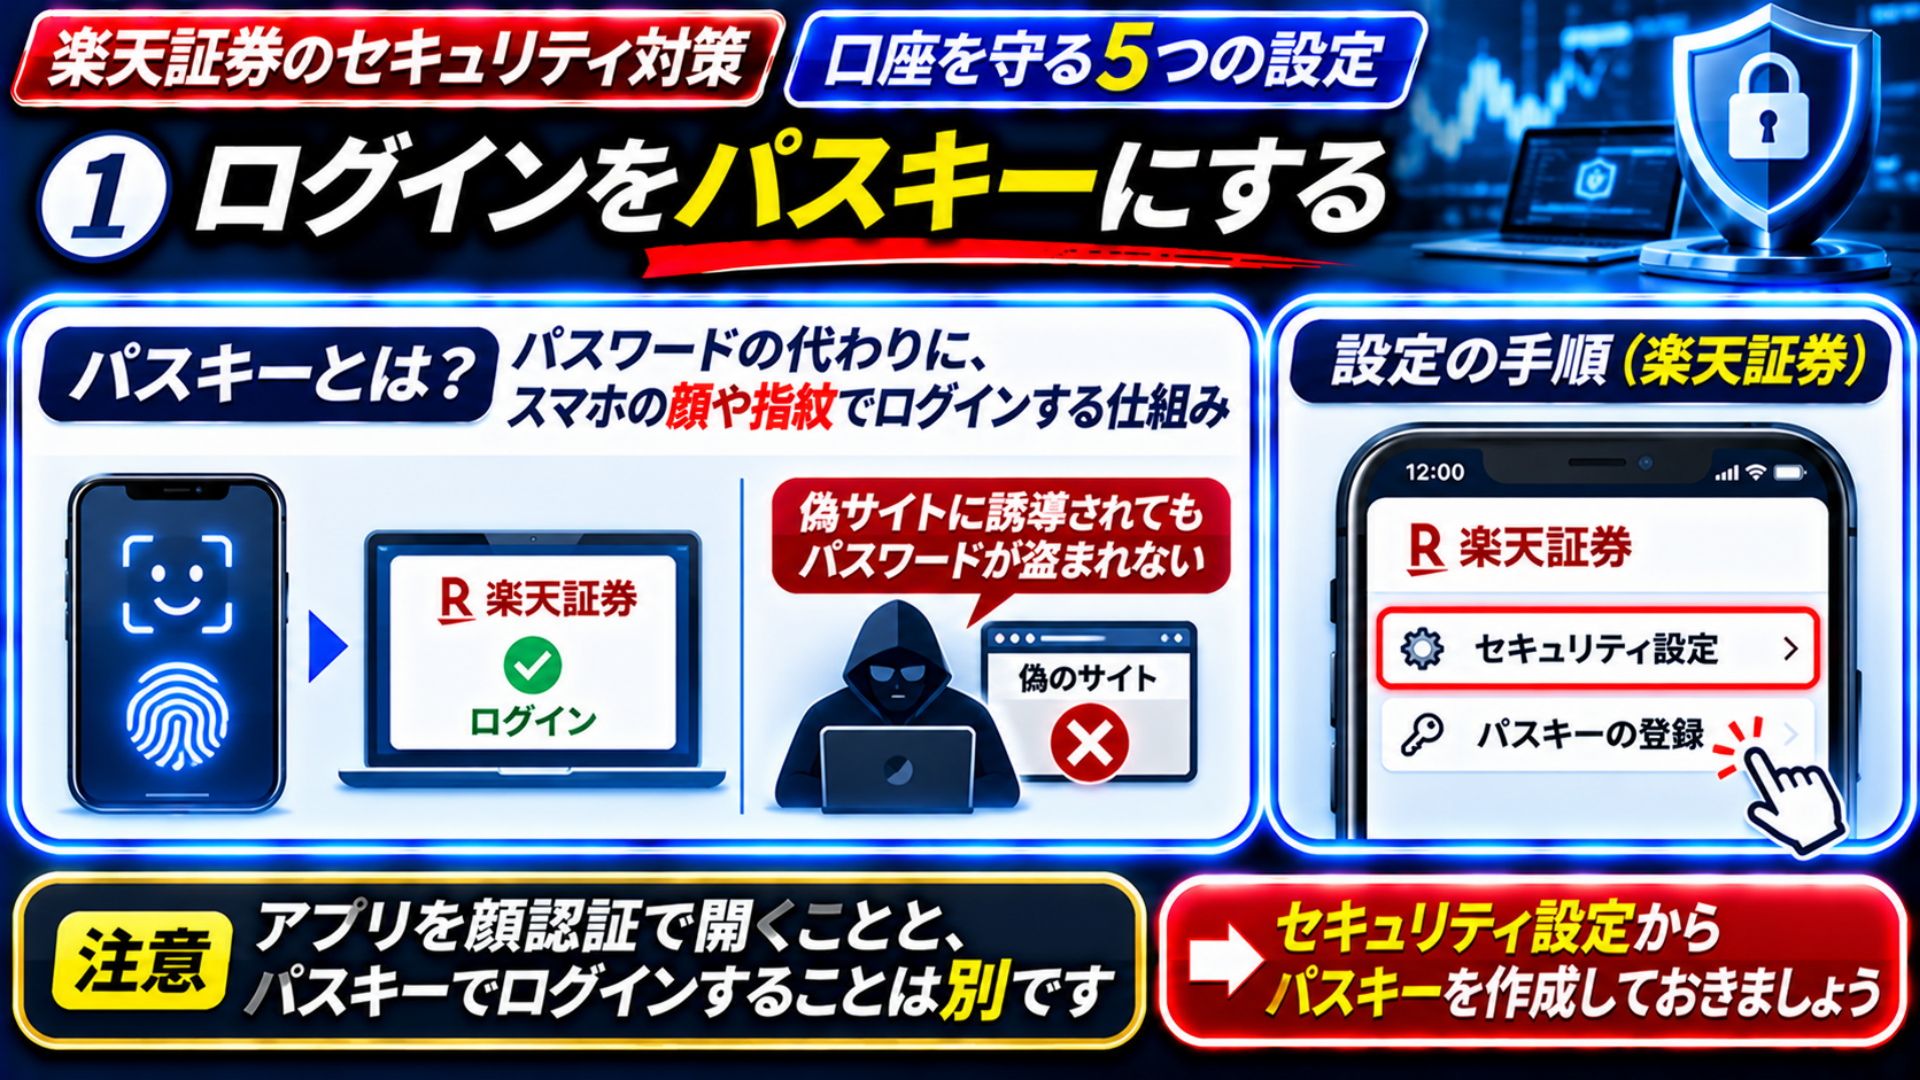 楽天証券のセキュリティ対策
口座を守る5つの設定
1 ログインをパスキーにする
パスキーとは?
パスワードの代わりに、
スマホの顔や指紋でログインする仕組み
R 楽天証券
ログイン
偽サイトに誘導されても
パスワードが盗まれない
偽のサイト
設定の手順(楽天証券)
12:00
R 楽天証券
セキュリティ設定
パスキーの登録
注意
アプリを顔認証で開くことと、
パスキーでログインすることは別です
セキュリティ設定から
パスキーを作成しておきましょう